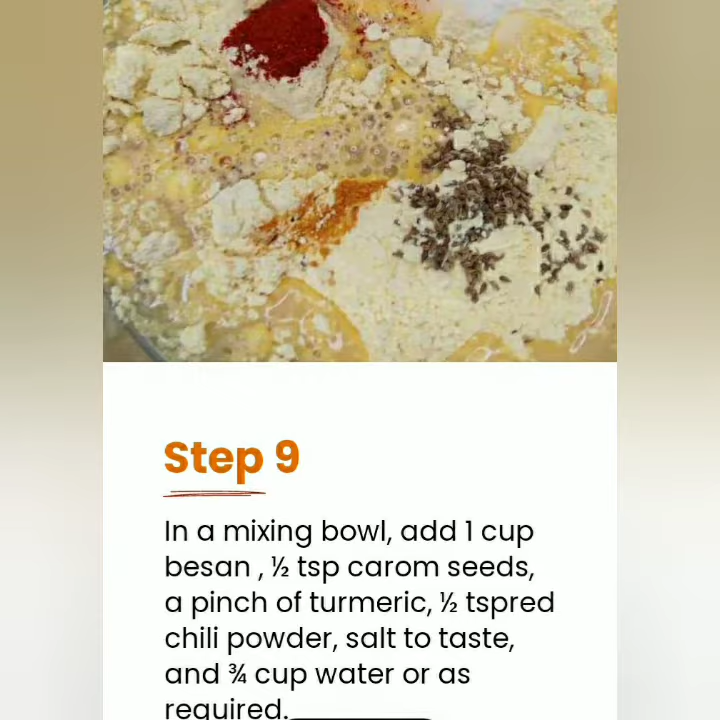 Step 9
In a mixing bowl, add 1 cup
besan , ½ tsp carom seeds,
a pinch of turmeric, ½ tspred
chili powder, salt to taste,
and ¾ cup water or as
required.